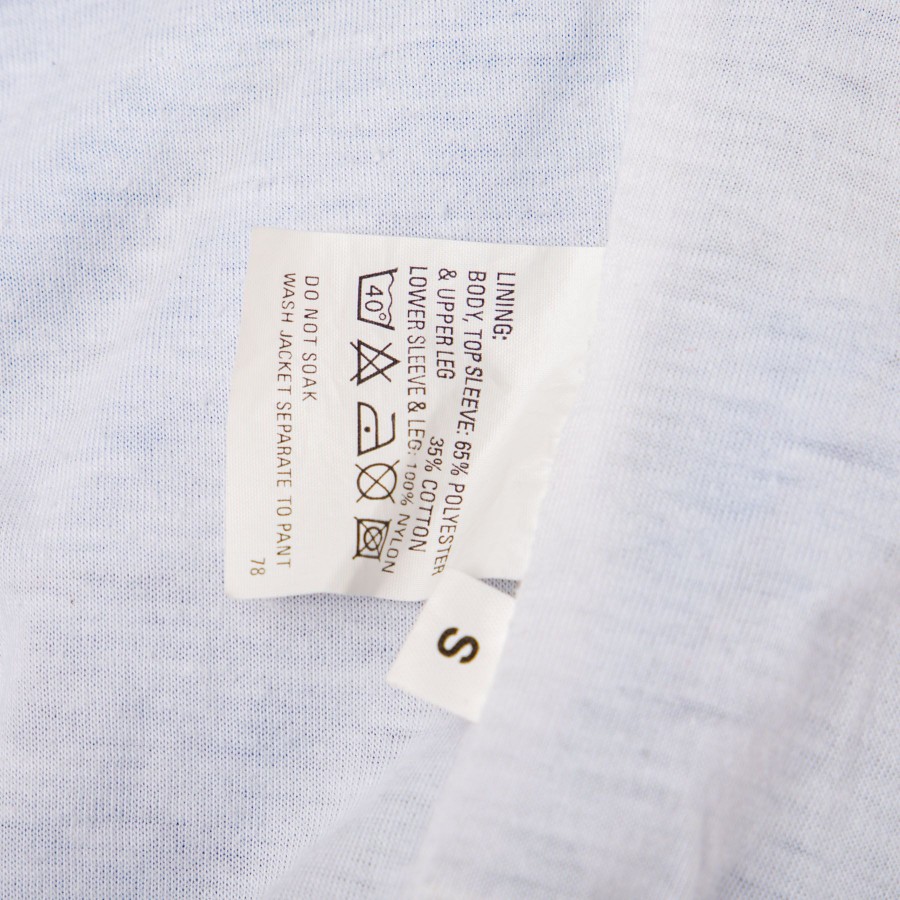 LINING:
BODY, TOP SLEEVE: 65% POLYESTER
35% COTTON
& UPPER LEG
LOWER SLEEVE & LEG: 100% NYLON
40°
DO NOT SOAK
WASH JACKET SEPARATE TO PANT
78
S